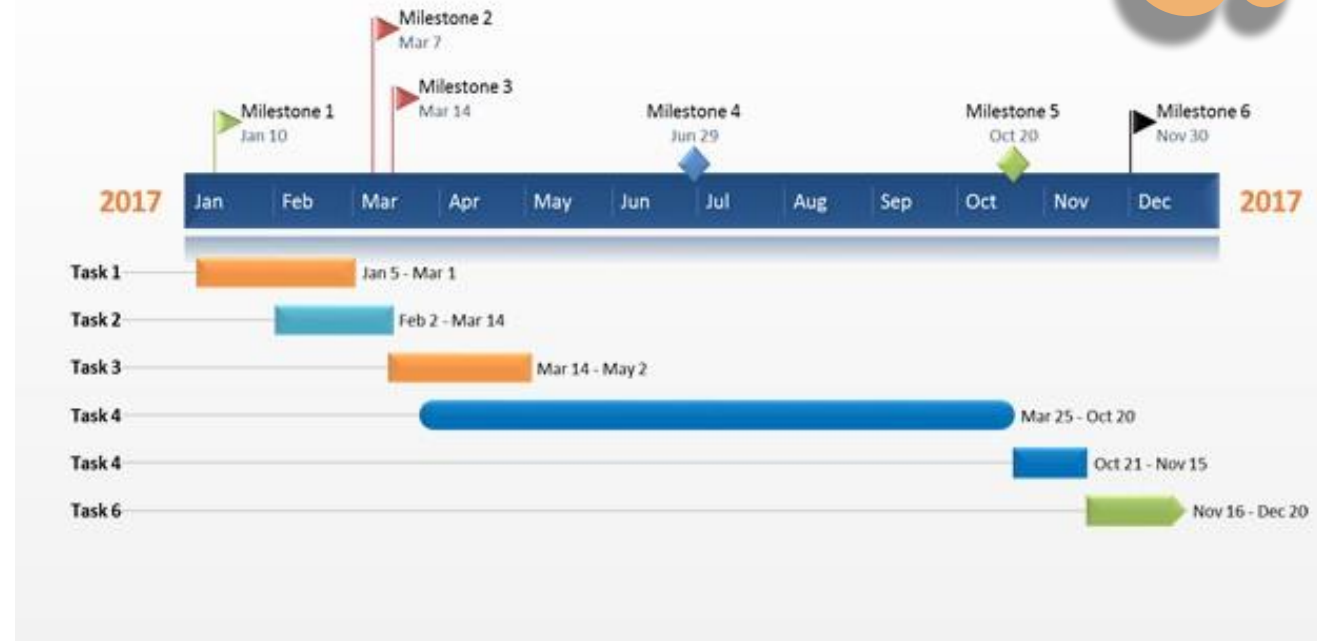 Milestone 2
Mar 7
Milestone 3
Mar 14
Milestone 1
Jan 10
Milestone 4
Jun 29
Milestone 5
Oct 20
Milestone 6
Nov 30
2017 Jan Feb Mar Apr May Jun Jul Aug Sep Oct Nov Dec 2017
Task 1 Jan 5 - Mar 1
Task 2 Feb 2 - Mar 14
Task 3 Mar 14 - May 2
Task 4 Mar 25 - Oct 20
Task 4 Oct 21 - Nov 15
Task 6 Nov 16 - Dec 20